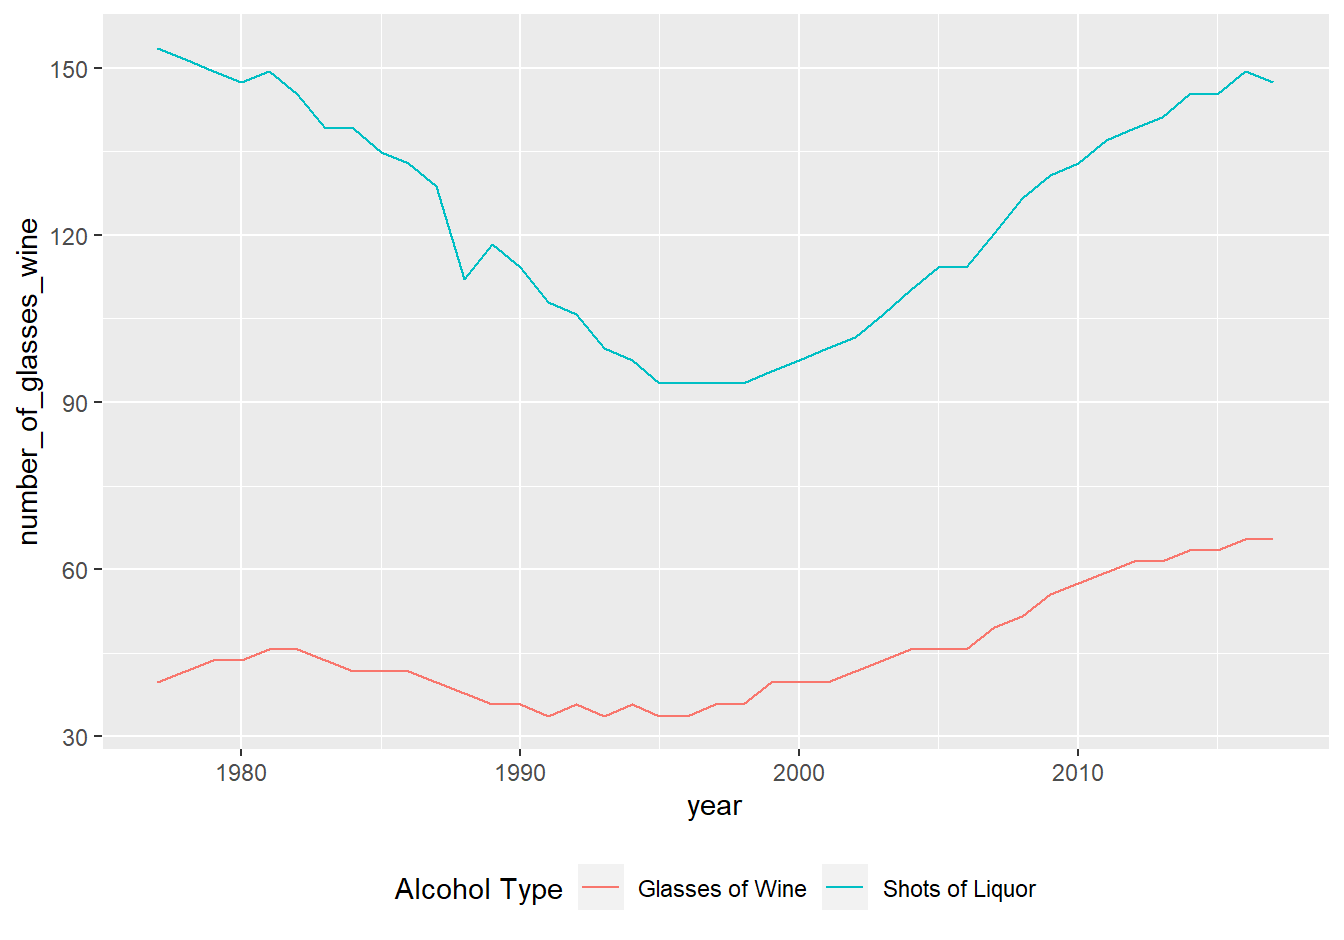 number_of_glasses_wine
150
120
90
60
30
1980 1990 2000 2010
year
Alcohol Type Glasses of Wine Shots of Liquor